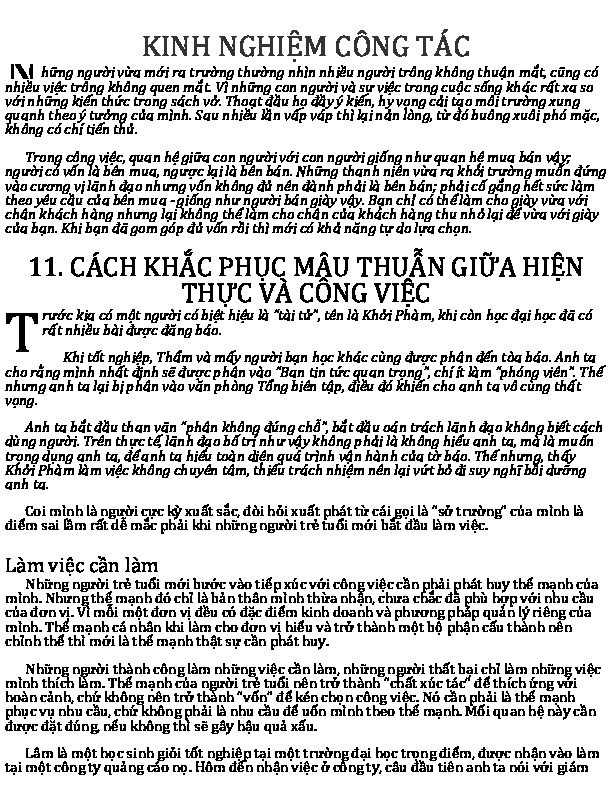 KINH NGHIỆM CÔNG TÁC
Những người vừa mới ra trường thường nhìn nhiều người trông không thuận mắt, cũng có
nhiều việc trông không quen mắt. Vì những con người và sự việc trong cuộc sống khác rất xa so
với những kiến thức trong sách vở. Thoạt đầu họ đầy ý kiến, hy vọng cải tạo môi trường xung
quanh theo ý tưởng của mình. Sau nhiều lần vấp váp thì lại nản lòng, từ đó buông xuôi phó mặc,
không có chí tiến thủ.
Trong công việc, quan hệ giữa con người với con người giống như quan hệ mua bán vậy;
người có vốn là bên mua, ngược lại là bên bán. Những thanh niên vừa ra khỏi trường muốn đứng
vào cương vị lãnh đạo nhưng vốn không đủ nên đành phải là bên bán; phải cố gắng hết sức làm
theo yêu cầu của bên mua –giống như người bán giày vậy. Bạn chỉ có thể làm cho giày vừa với
chân khách hàng nhưng lại không thể làm cho chân của khách hàng thu nhỏ lại để vừa với giày
của bạn. Khi bạn đã gom góp đủ vốn rồi thì mới có khả năng tự do lựa chọn.
11. CÁCH KHẮC PHỤC MÂU THUẪN GIỮA HIỆN
THỰC VÀ CÔNG VIỆC
Trước kia có một người có biệt hiệu là "tài tử", tên là Khởi Phàm, khi còn học đại học đã có
rất nhiều bài được đăng báo.
Khi tốt nghiệp, Thẩm và mấy người bạn học khác cùng được phân đến tòa báo. Anh ta
cho rằng mình nhất định sẽ được phân vào "Ban tin tức quan trọng", chí ít làm "phóng viên". Thế
nhưng anh ta lại bị phân vào văn phòng Tổng biên tập, điều đó khiến cho anh ta vô cùng thất
vọng.
Anh ta bắt đầu than vãn "phân không đúng chỗ", bắt đầu oán trách lãnh đạo không biết cách
dùng người. Trên thực tế, lãnh đạo bố trí như vậy không phải là không hiểu anh ta, mà là muốn
trọng dụng anh ta, để anh ta hiểu toàn diện quá trình vận hành của tờ báo. Thế nhưng, thấy
Khởi Phàm làm việc không chuyên tâm, thiếu trách nhiệm nên lại vứt bỏ đi suy nghĩ bồi dưỡng
anh ta.
Coi mình là người cực kỳ xuất sắc, đòi hỏi xuất phát từ cái gọi là "sở trường" của mình là
điểm sai lầm rất dễ mắc phải khi những người trẻ tuổi mới bắt đầu làm việc.
Làm việc cần làm
Những người trẻ tuổi mới bước vào tiếp xúc với công việc cần phải phát huy thế mạnh của
mình. Nhưng thế mạnh đó chỉ là bản thân mình thừa nhận, chưa chắc đã phù hợp với nhu cầu
của đơn vị. Vì mỗi một đơn vị đều có đặc điểm kinh doanh và phương pháp quản lý riêng của
mình. Thế mạnh cá nhân khi làm cho đơn vị hiểu và trở thành một bộ phận cấu thành nên
chỉnh thể thì mới là thế mạnh thật sự cần phát huy.
Những người thành công làm những việc cần làm, những người thất bại chỉ làm những việc
mình thích làm. Thế mạnh của người trẻ tuổi nên trở thành "chất xúc tác" để thích ứng với
hoàn cảnh, chứ không nên trở thành "vốn" để kén chọn công việc. Nó cần phải là thế mạnh
phục vụ nhu cầu, chứ không phải là nhu cầu để uốn mình theo thế mạnh. Mối quan hệ này cần
được đặt đúng, nếu không thì sẽ gây hậu quả xấu.
Lâm là một học sinh giỏi tốt nghiệp tại một trường đại học trọng điểm, được nhận vào làm
tại một công ty quảng cáo nọ. Hôm đến nhận việc ở công ty, câu đầu tiên anh ta nói với giám